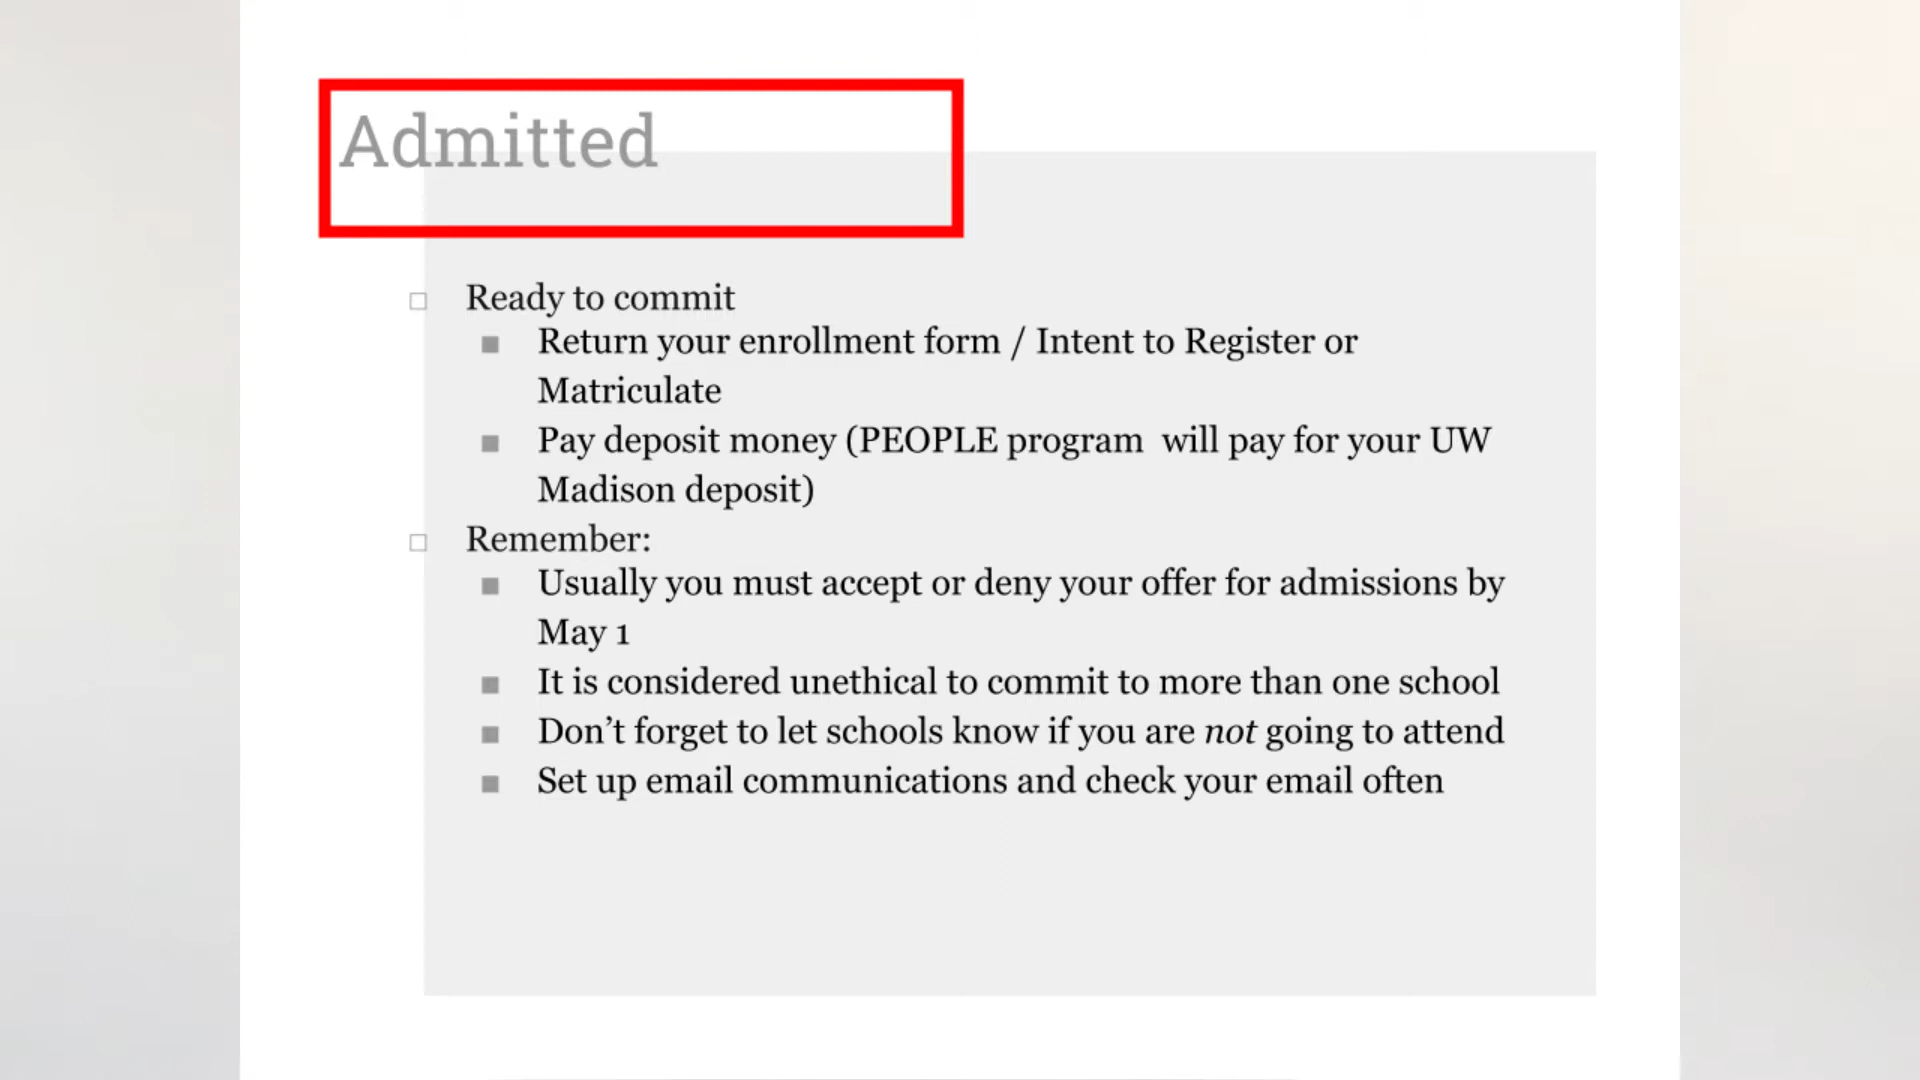 Admitted
Ready to commit
Return your enrollment form / Intent to Register or
Matriculate
Pay deposit money (PEOPLE program  will pay for your UW
Madison deposit)
Remember:
Usually you must accept or deny your offer for admissions by
May 1
It is considered unethical to commit to more than one school
Don’t forget to let schools know if you are not going to attend
Set up email communications and check your email often